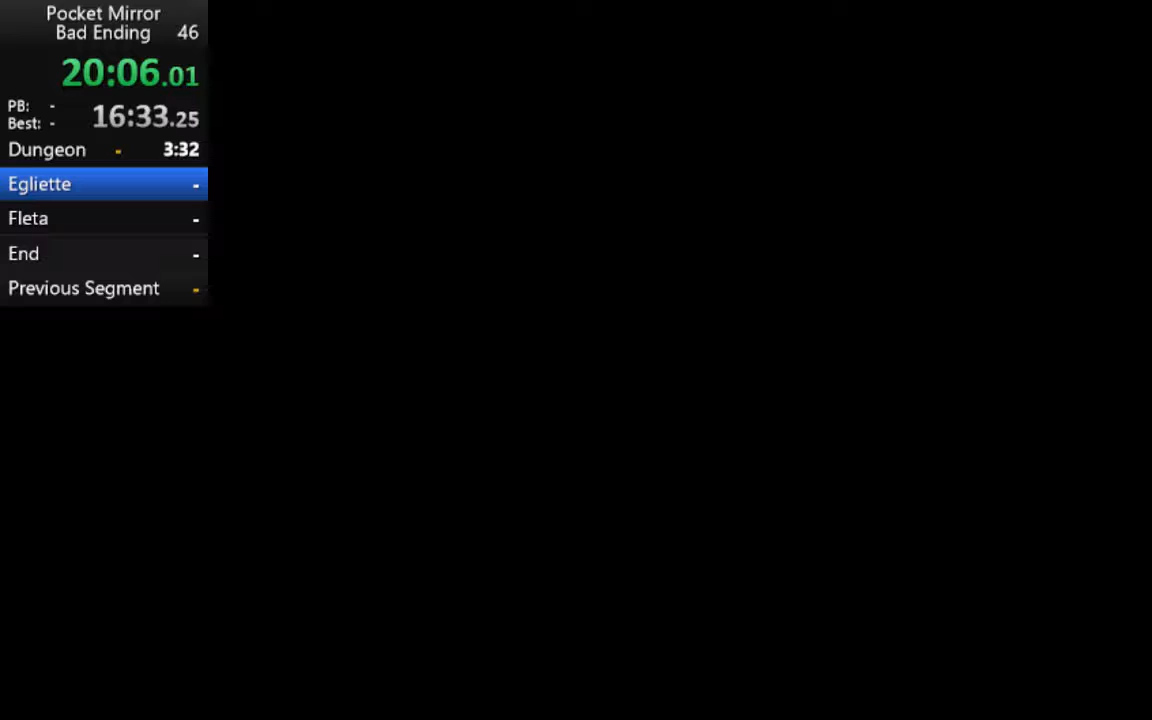 Pocket Mirror
Bad Ending 46
20:06.01
PB: - 16:33.25
Best: -
Dungeon - 3:32
Egliette -
Fleta -
End -
Previous Segment -